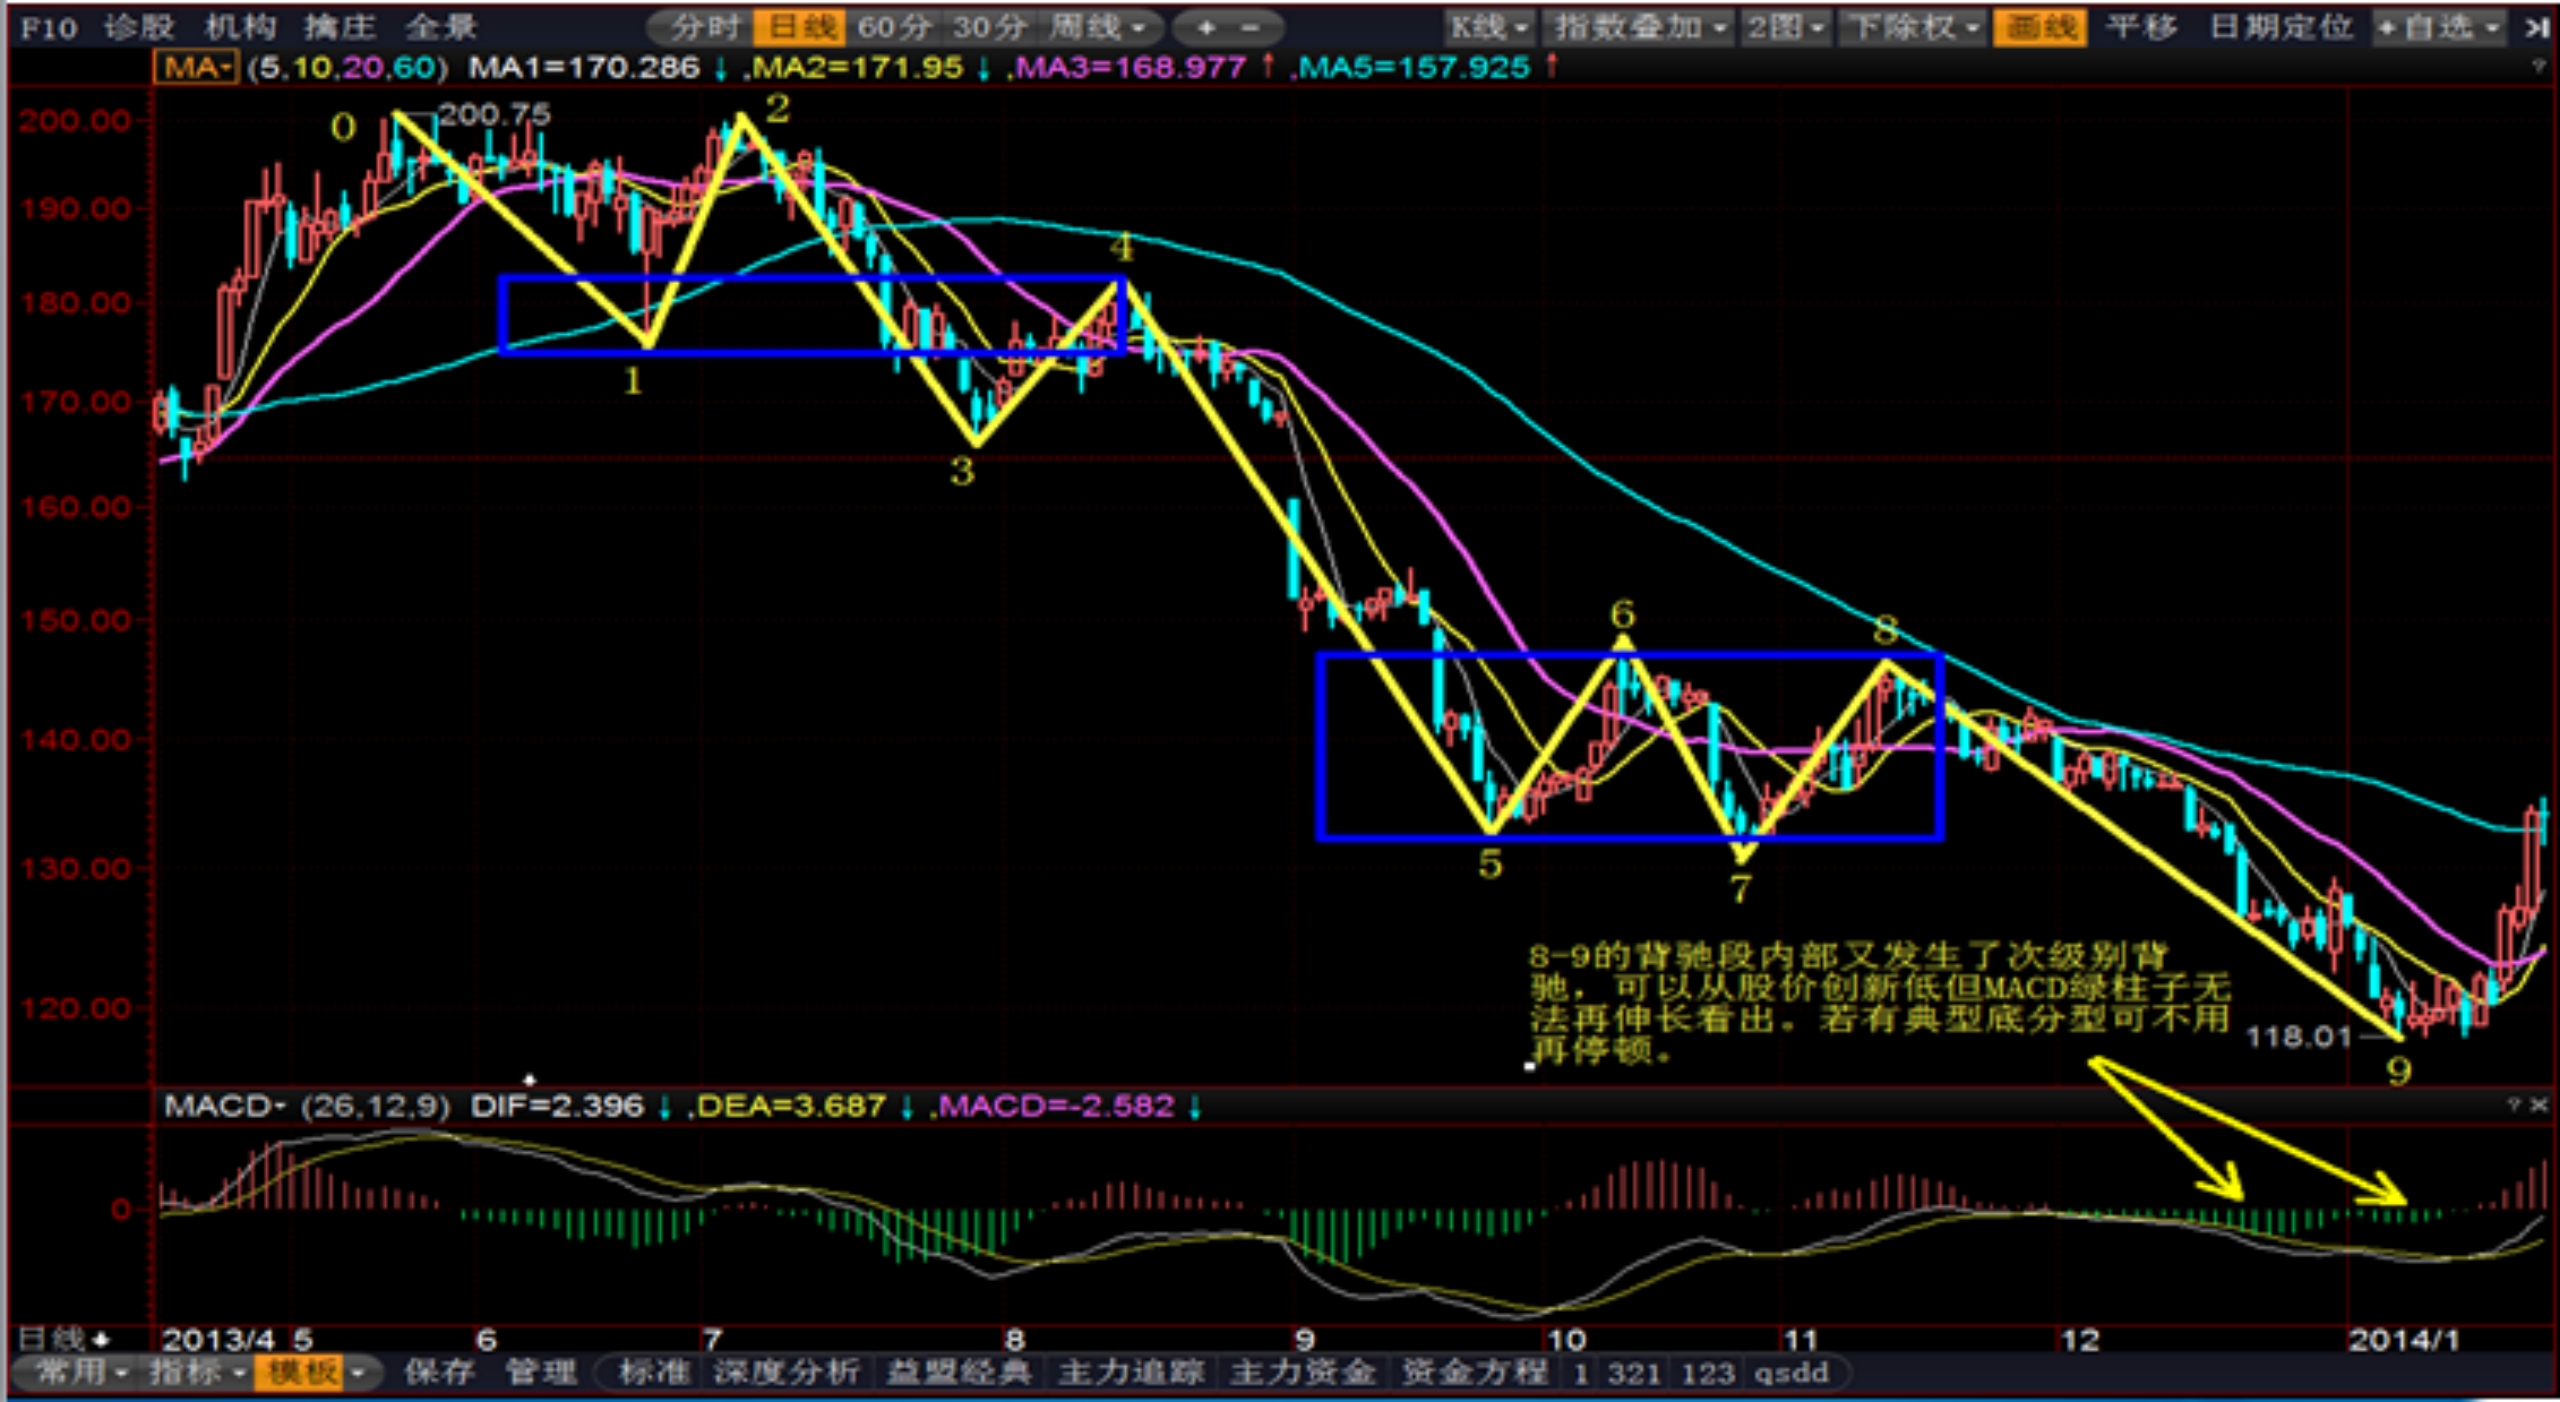 F10 诊股 机构 擒庄 全景 分时 日线 60分 30分 周线 + - K线 指数叠加 2图 下除权 画线 平移 日期定位 +自选
MA (5,10,20,60) MA1=170.286 ↓ ,MA2=171.95 ↓ ,MA3=168.977 ↑ ,MA5=157.925 ↑ ?
200.00
0
200.75
2
190.00
4
180.00
1
170.00
3
160.00
150.00
6
8
140.00
130.00
5
7
8-9的背驰段内部又发生了次级别背
驰，可以从股价创新低但MACD绿柱子无
法再伸长看出。若有典型底分型可不用
再停顿。
120.00
118.01
9
MACD (26,12,9) DIF=2.396 ↓ ,DEA=3.687 ↓ ,MACD=-2.582 ↓ ? ×
0
日线 2013/4 5 6 7 8 9 10 11 12 2014/1
常用 指标 模板 保存 管理 标准 深度分析 益盟经典 主力追踪 主力资金 资金方程 1 321 123 qsdd